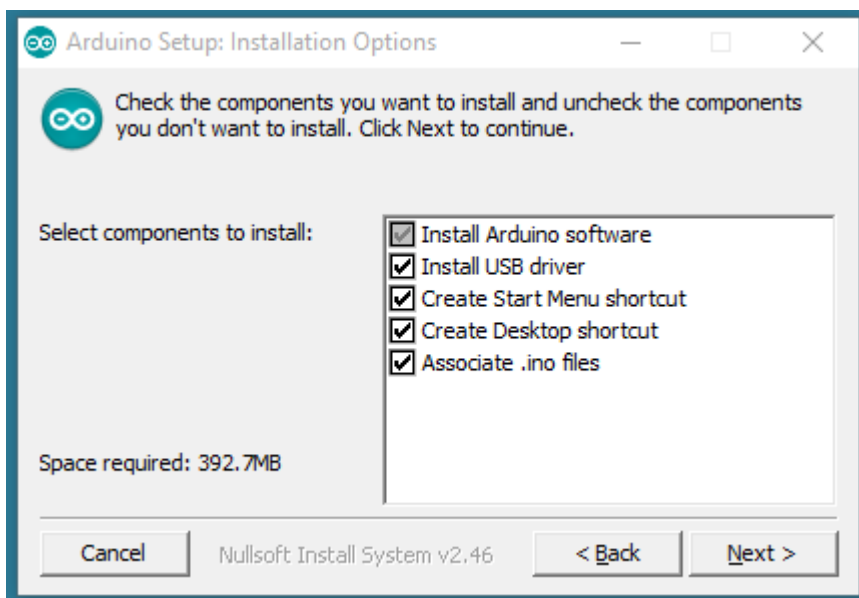 Arduino Setup: Installation Options
Check the components you want to install and uncheck the components
you don't want to install. Click Next to continue.
Select components to install:
Install Arduino software
Install USB driver
Create Start Menu shortcut
Create Desktop shortcut
Associate .ino files
Space required: 392.7MB
Cancel
Nullsoft Install System v2.46
< Back
Next >